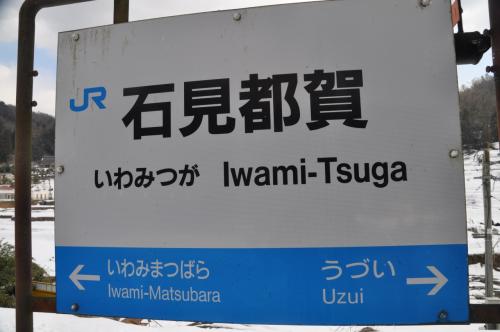 JR 石見都賀
いわみつが Iwami-Tsuga
← いわみまつばら うづい →
Iwami-Matsubara Uzui